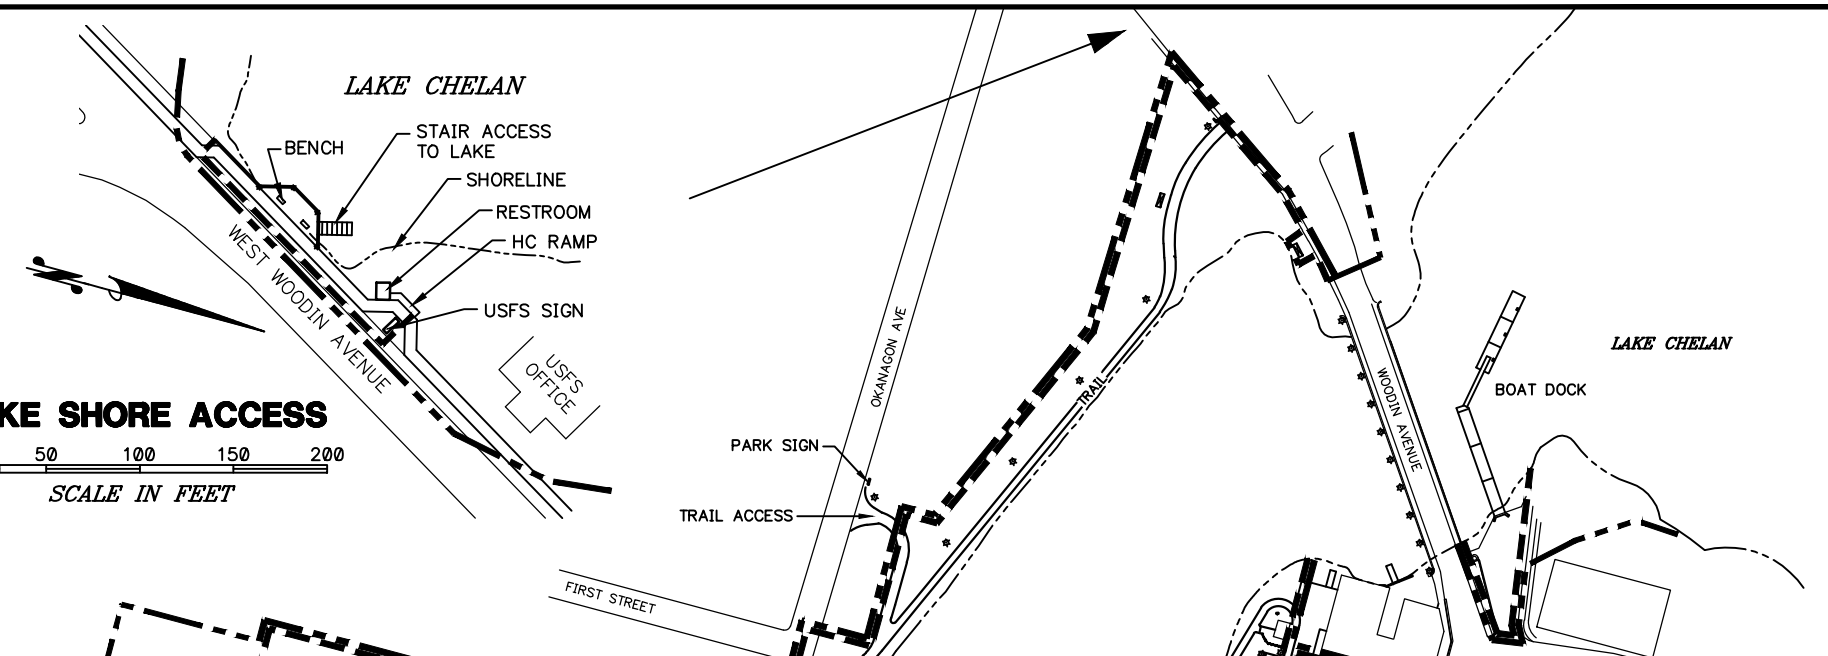 LAKE CHELAN
BENCH
STAIR ACCESS
TO LAKE
SHORELINE
RESTROOM
HC RAMP
USFS SIGN
WEST WOODIN AVENUE
USFS
OFFICE
KE SHORE ACCESS
50 100 150 200
SCALE IN FEET
OKANAGON AVE
TRAIL
PARK SIGN
TRAIL ACCESS
FIRST STREET
WOODIN AVENUE
LAKE CHELAN
BOAT DOCK